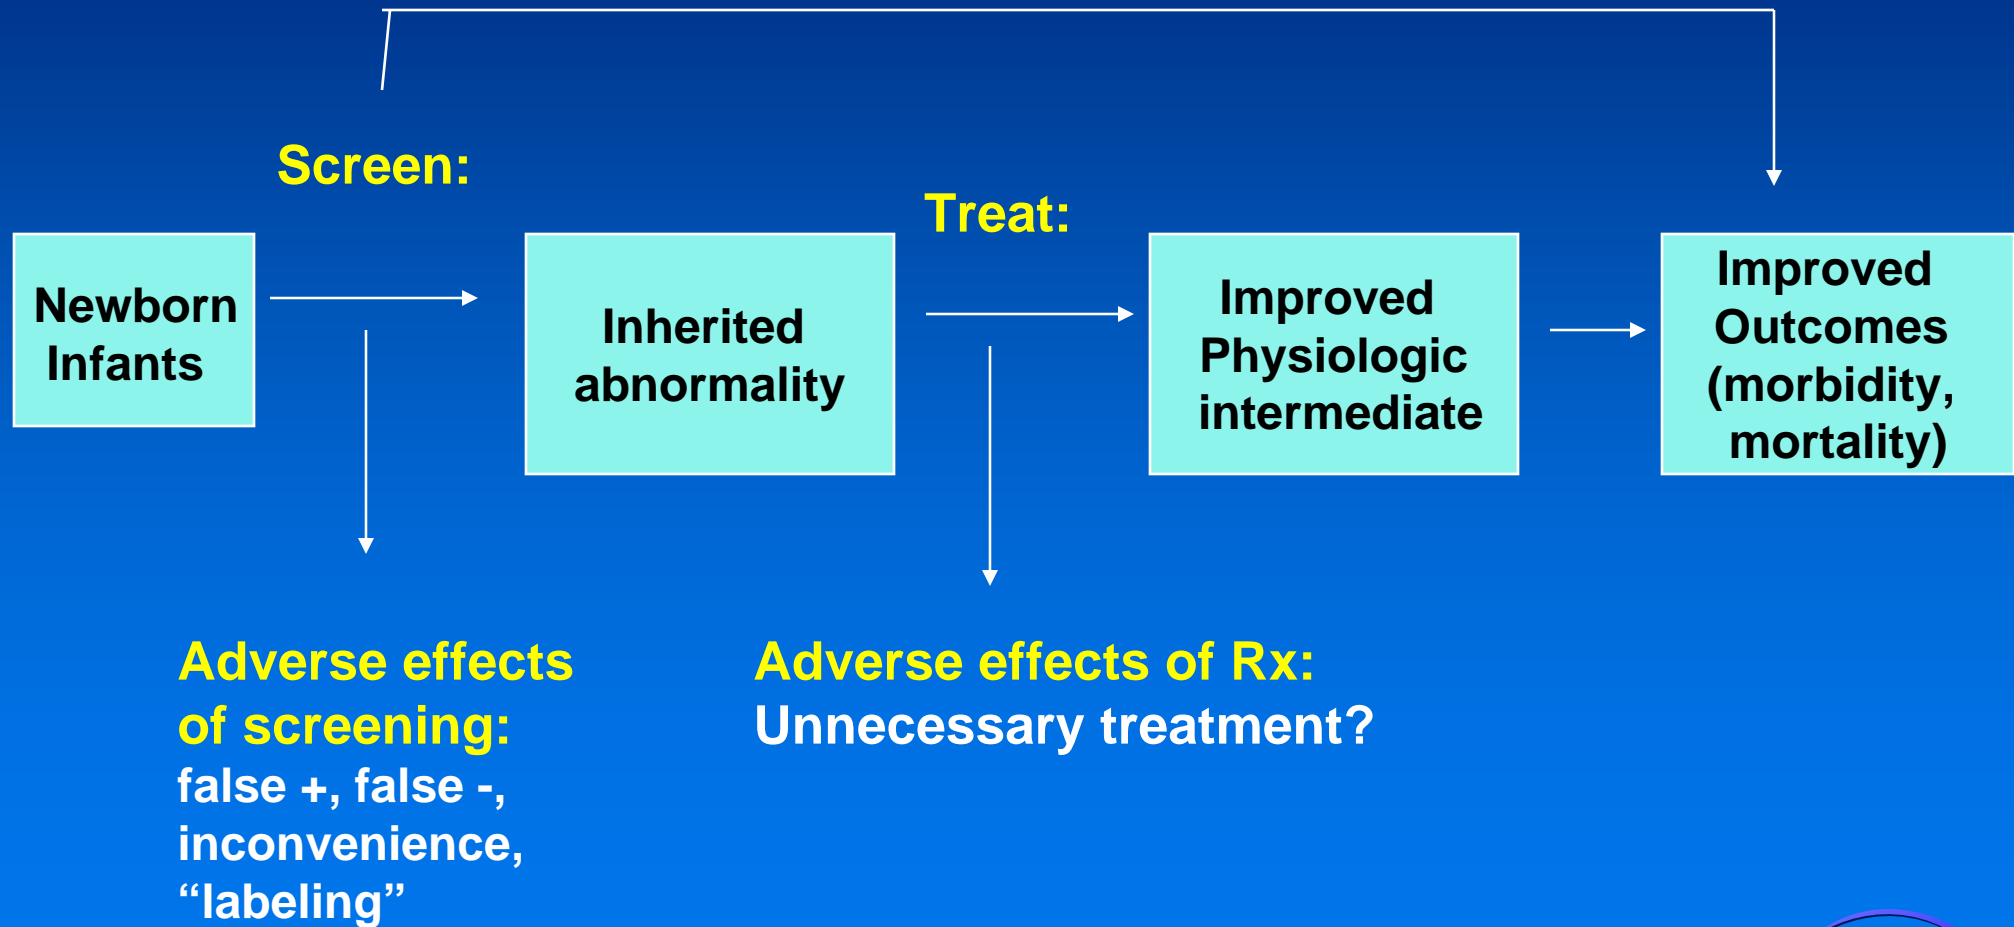 Screen:
Treat:
Newborn
Infants
Inherited
abnormality
Improved
Physiologic
intermediate
Improved
Outcomes
(morbidity,
mortality)
Adverse effects
of screening:
false +, false -,
inconvenience,
“labeling”
Adverse effects of Rx:
Unnecessary treatment?